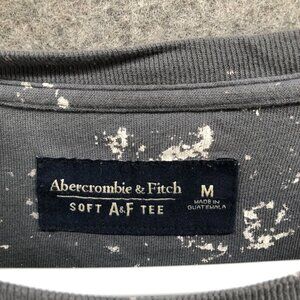 Abercrombie & Fitch
SOFT A&F TEE
M
MADE IN
GUATEMALA